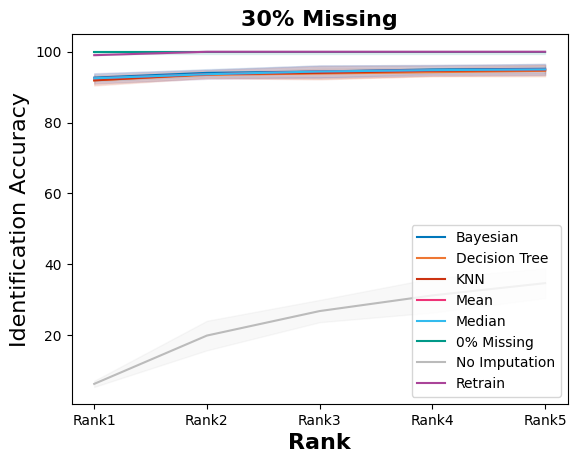 30% Missing
Identification Accuracy
100
80
60
40
20
Bayesian
Decision Tree
KNN
Mean
Median
0% Missing
No Imputation
Retrain
Rank1 Rank2 Rank3 Rank4 Rank5
Rank